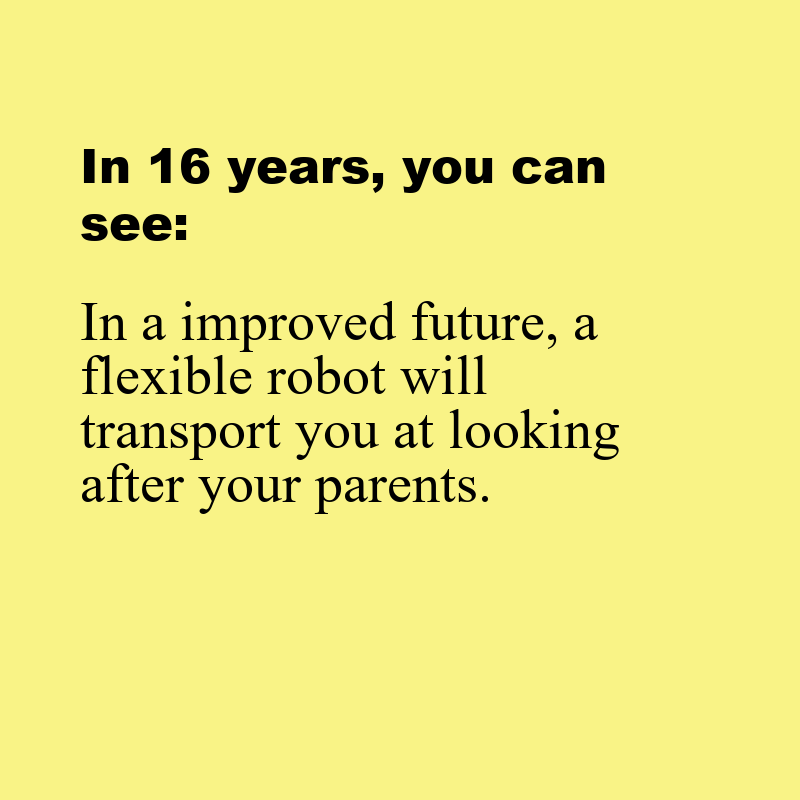 In 16 years, you can
see:
In a improved future, a
flexible robot will
transport you at looking
after your parents.